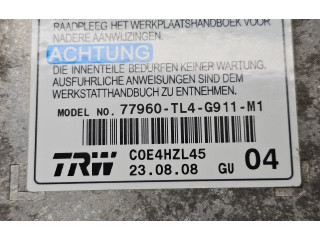 RAADPLEEG HET WERKPLAATSHANDBOEK VOOR
NADERE AANWIJZINGEN.
ACHTUNG
DIE INNENTEILE BEDÜRFEN KEINER WARTUNG.
AUSFÜHRLICHE ANWEISUNGEN SIND DEM
WERKSTATTHANDBUCH ZU ENTNEHMEN.
MODEL NO. 77960-TL4-G911-M1
TRW C0E4HZL45
23.08.08 GU 04